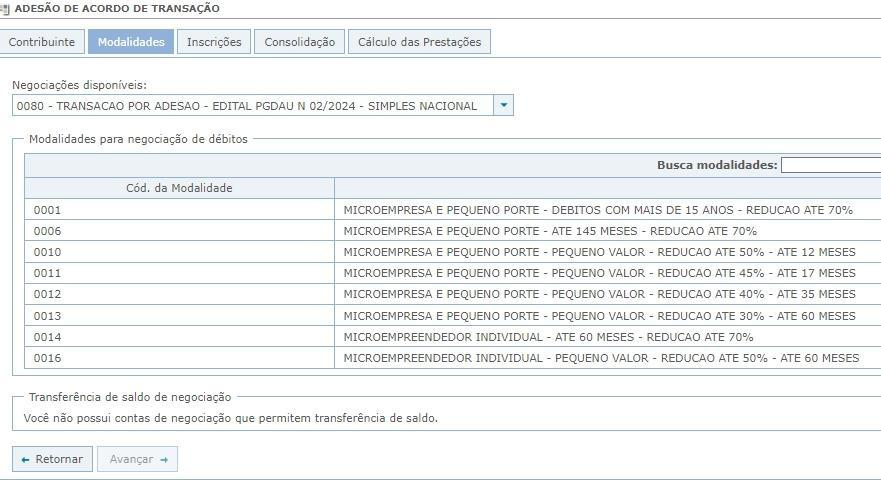 ADESÃO DE ACORDO DE TRANSAÇÃO
Contribuinte Modalidades Inscrições Consolidação Cálculo das Prestações
Negociações disponíveis:
0080 - TRANSACAO POR ADESAO - EDITAL PGDAU N 02/2024 - SIMPLES NACIONAL
Modalidades para negociação de débitos
Busca modalidades:
Cód. da Modalidade
0001 MICROEMPRESA E PEQUENO PORTE - DEBITOS COM MAIS DE 15 ANOS - REDUCAO ATE 70%
0006 MICROEMPRESA E PEQUENO PORTE - ATE 145 MESES - REDUCAO ATE 70%
0010 MICROEMPRESA E PEQUENO PORTE - PEQUENO VALOR - REDUCAO ATE 50% - ATE 12 MESES
0011 MICROEMPRESA E PEQUENO PORTE - PEQUENO VALOR - REDUCAO ATE 45% - ATE 17 MESES
0012 MICROEMPRESA E PEQUENO PORTE - PEQUENO VALOR - REDUCAO ATE 40% - ATE 35 MESES
0013 MICROEMPRESA E PEQUENO PORTE - PEQUENO VALOR - REDUCAO ATE 30% - ATE 60 MESES
0014 MICROEMPREENDEDOR INDIVIDUAL - ATE 60 MESES - REDUCAO ATE 70%
0016 MICROEMPREENDEDOR INDIVIDUAL - PEQUENO VALOR - REDUCAO ATE 50% - ATE 60 MESES
Transferência de saldo de negociação
Você não possui contas de negociação que permitem transferência de saldo.
← Retornar Avançar →